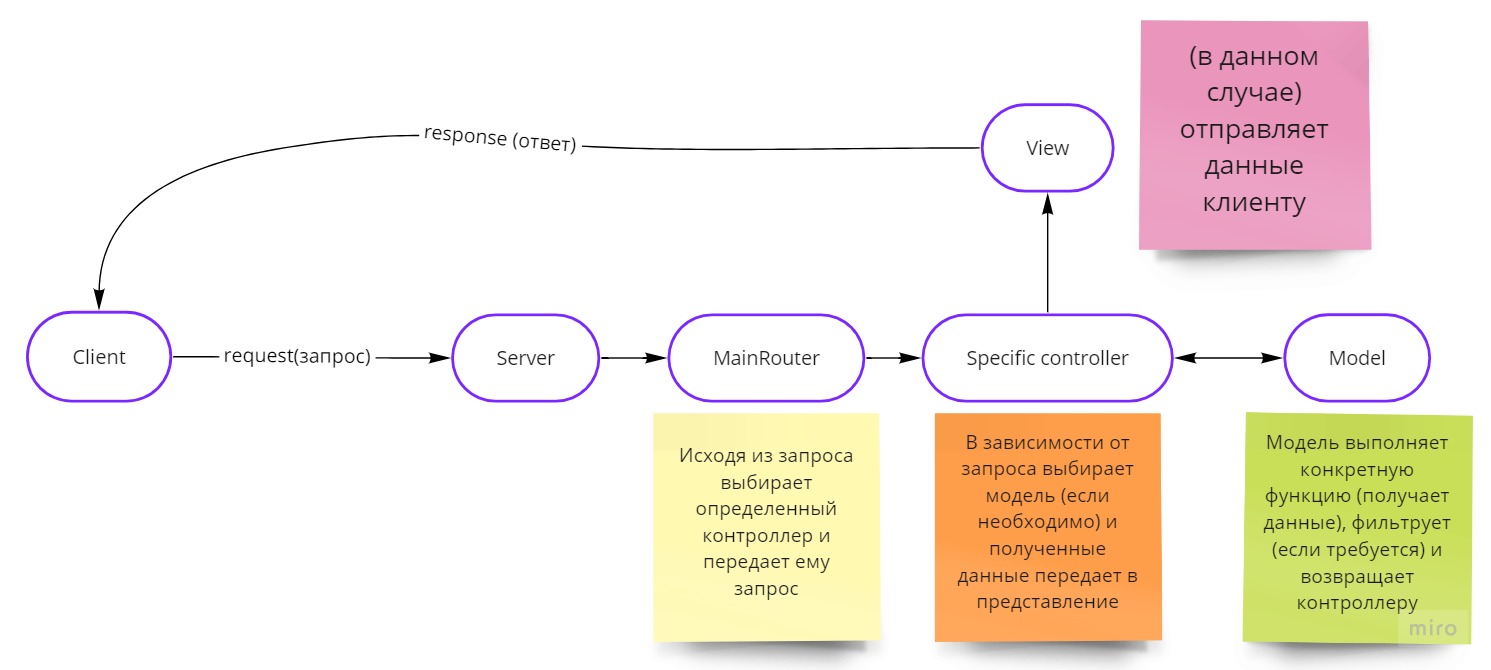 (в данном
случае)
отправляет
данные
клиенту
response (ответ)
View
Client
request(запрос)
Server
MainRouter
Specific controller
Model
Исходя из запроса
выбирает
определенный
контроллер и
передает ему
запрос
В зависимости от
запроса выбирает
модель (если
необходимо) и
полученные
данные передает в
представление
Модель выполняет
конкретную
функцию (получает
данные), фильтрует
(если требуется) и
возвращает
контроллеру
miro